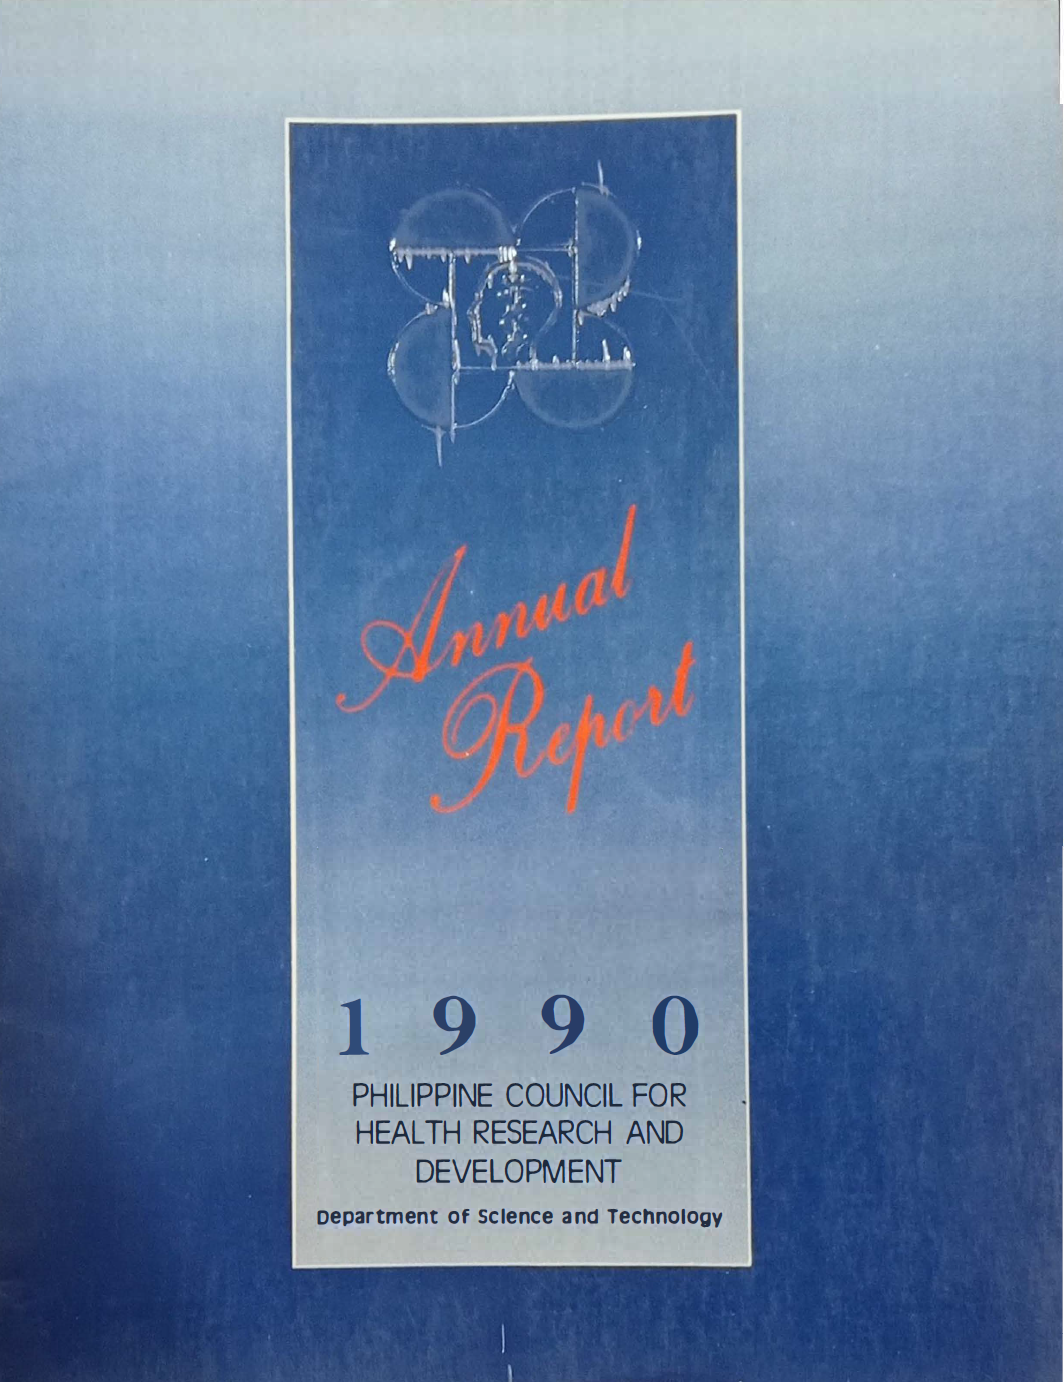 Annual
Report
1 9 9 0
PHILIPPINE COUNCIL FOR
HEALTH RESEARCH AND
DEVELOPMENT
Department of Science and Technology